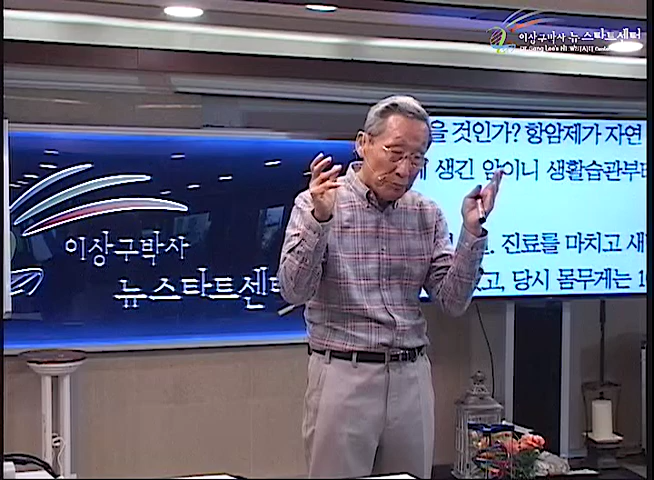 이상구박사 뉴스타트센터
을 것인가? 항암제가 자연
생긴 암이니 생활습관부터
진료를 마치고 새
당시 몸무게는
이상구박사
뉴스타트센터